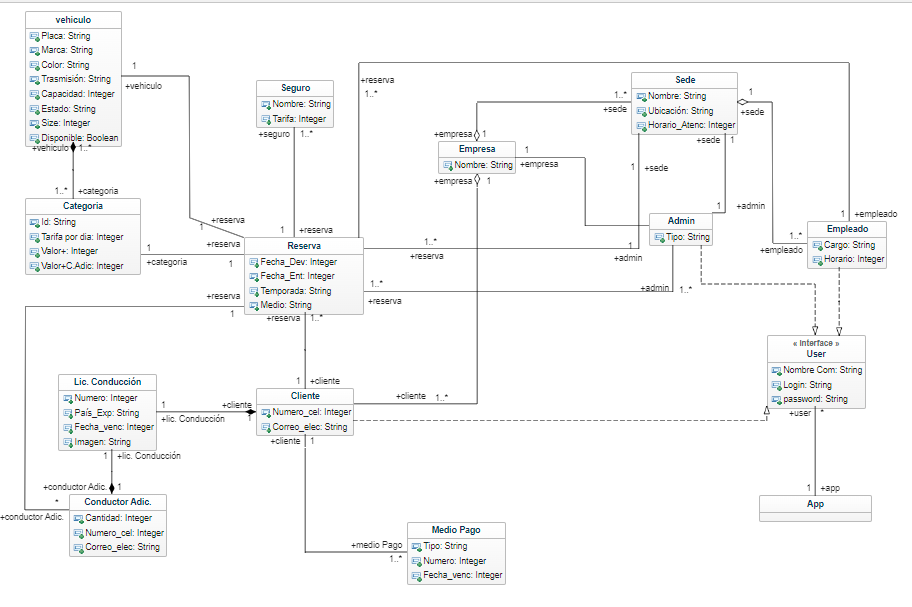 vehiculo
Placa: String
Marca: String
Color: String
Trasmisión: String
Capacidad: Integer
Estado: String
Size: Integer
Disponible: Boolean
1
+vehiculo
+vehiculo
1..*
1..*
+categoria
Categoria
Id: String
Tarifa por dia: Integer
Valor+: Integer
Valor+C.Adic: Integer
1
+categoria
+reserva
1
+reserva
1
Seguro
Nombre: String
Tarifa: Integer
+seguro
1..*
1
+reserva
Reserva
Fecha_Dev: Integer
Fecha_Ent: Integer
Temporada: String
Medio: String
+reserva
1
+reserva
1..*
+reserva
1..*
1..*
+reserva
1..*
+reserva
Empresa
Nombre: String
+empresa
1
1
+empresa
+empresa
1
Sede
Nombre: String
Ubicación: String
Horario_Atenc: Integer
1..*
+sede
1
+sede
+sede
1
1
+sede
Admin
Tipo: String
1
+admin
1
+admin
+admin
1..*
Empleado
Cargo: String
Horario: Integer
1
+empleado
1..*
+empleado
« Interface »
User
Nombre Com: String
Login: String
password: String
+user
*
1
+app
App
Cliente
Numero_cel: Integer
Correo_elec: String
1
+cliente
+cliente
1..*
+cliente
1
+cliente
1
Lic. Conducción
Numero: Integer
País_Exp: String
Fecha_venc: Integer
Imagen: String
1
+lic. Conducción
1
+lic. Conducción
+conductor Adic.
1
*
+conductor Adic.
Conductor Adic.
Cantidad: Integer
Numero_cel: Integer
Correo_elec: String
+medio Pago
1..*
Medio Pago
Tipo: String
Numero: Integer
Fecha_venc: Integer